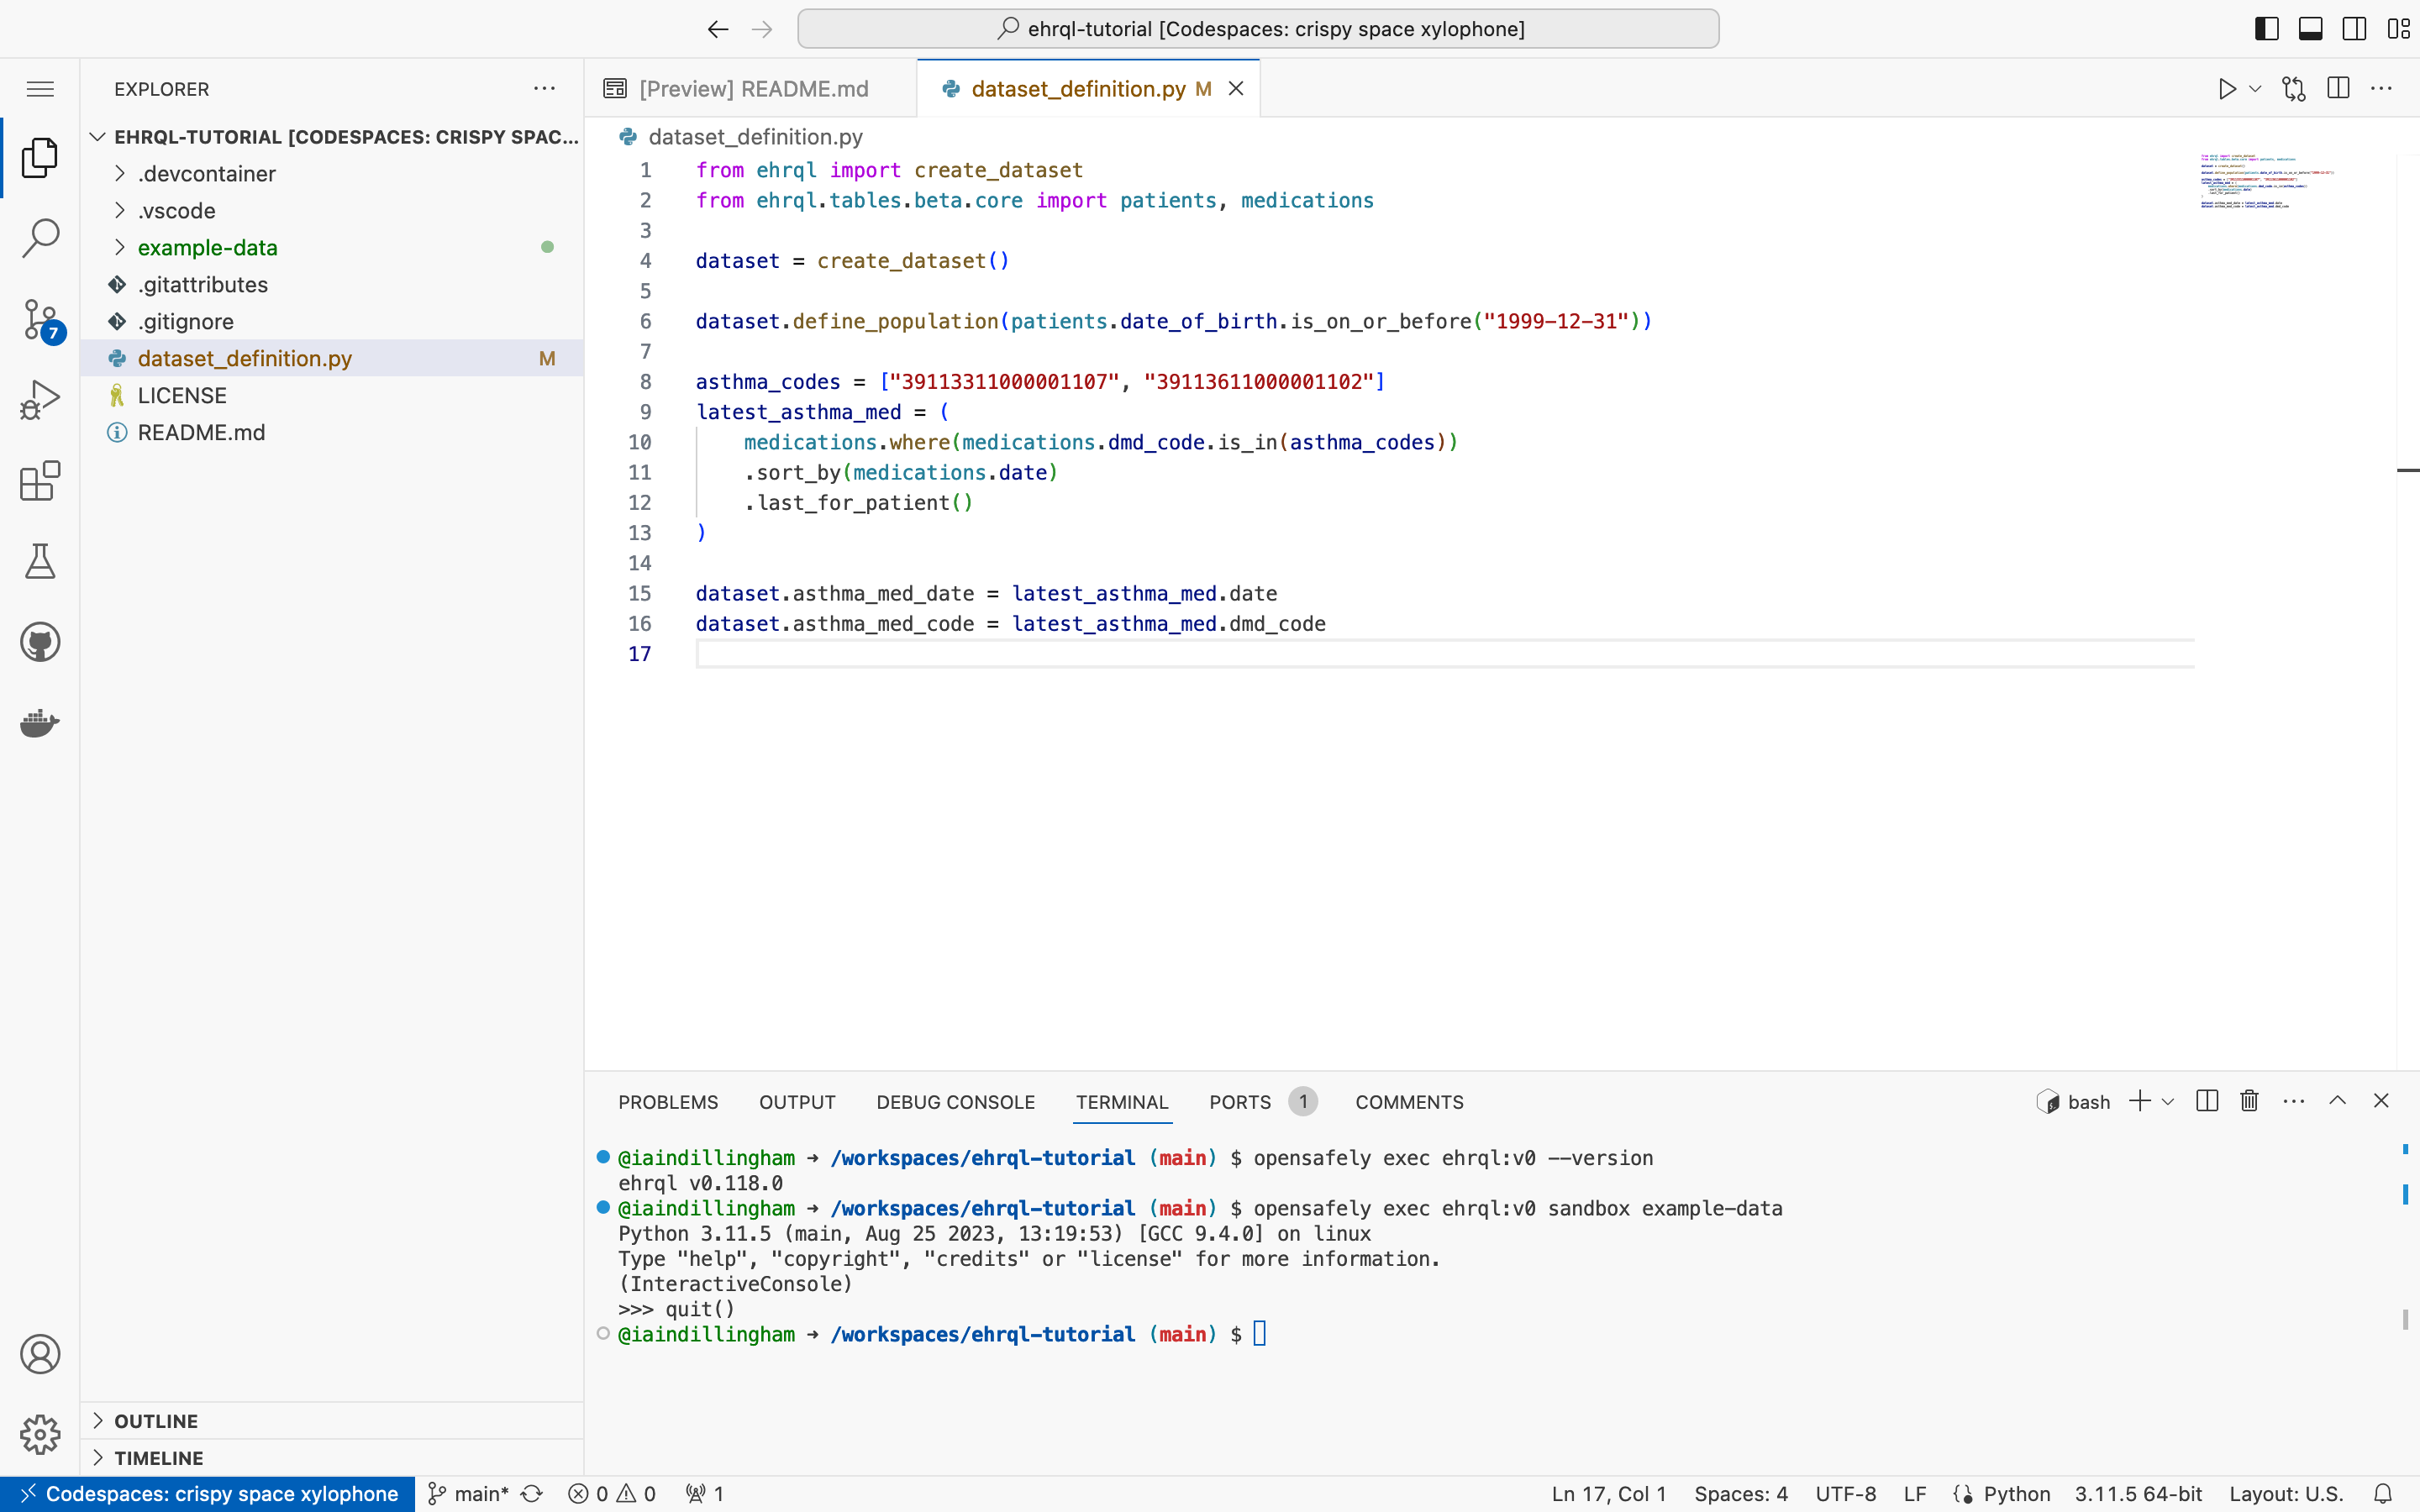 ehrql-tutorial [Codespaces: crispy space xylophone]
EXPLORER
EHRQL-TUTORIAL [CODESPACES: CRISPY SPAC...
.devcontainer
.vscode
example-data
.gitattributes
.gitignore
dataset_definition.py M
LICENSE
README.md
7
OUTLINE
TIMELINE
[Preview] README.md
dataset_definition.py M
dataset_definition.py
1 from ehrql import create_dataset
2 from ehrql.tables.beta.core import patients, medications
3
4 dataset = create_dataset()
5
6 dataset.define_population(patients.date_of_birth.is_on_or_before("1999-12-31"))
7
8 asthma_codes = ["39113311000001107", "39113611000001102"]
9 latest_asthma_med = (
10     medications.where(medications.dmd_code.is_in(asthma_codes))
11     .sort_by(medications.date)
12     .last_for_patient()
13 )
14
15 dataset.asthma_med_date = latest_asthma_med.date
16 dataset.asthma_med_code = latest_asthma_med.dmd_code
17
PROBLEMS OUTPUT DEBUG CONSOLE TERMINAL PORTS 1 COMMENTS
bash
@iaindillingham → /workspaces/ehrql-tutorial (main) $ opensafely exec ehrql:v0 --version
ehrql v0.118.0
@iaindillingham → /workspaces/ehrql-tutorial (main) $ opensafely exec ehrql:v0 sandbox example-data
Python 3.11.5 (main, Aug 25 2023, 13:19:53) [GCC 9.4.0] on linux
Type "help", "copyright", "credits" or "license" for more information.
(InteractiveConsole)
>>> quit()
@iaindillingham → /workspaces/ehrql-tutorial (main) $
Codespaces: crispy space xylophone main* 0 0 1 Ln 17, Col 1 Spaces: 4 UTF-8 LF Python 3.11.5 64-bit Layout: U.S.